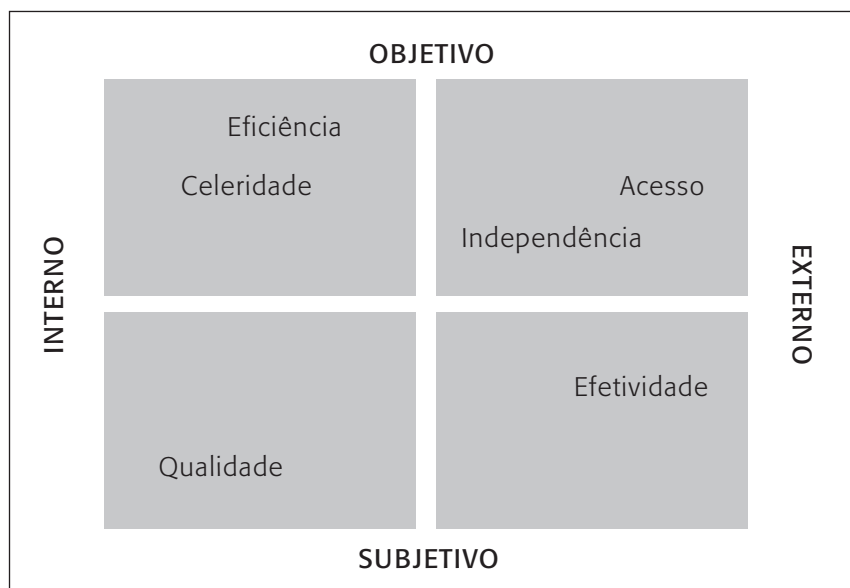 OBJETIVO
Eficiência
Celeridade
Acesso
Independência
INTERNO
EXTERNO
Efetividade
Qualidade
SUBJETIVO